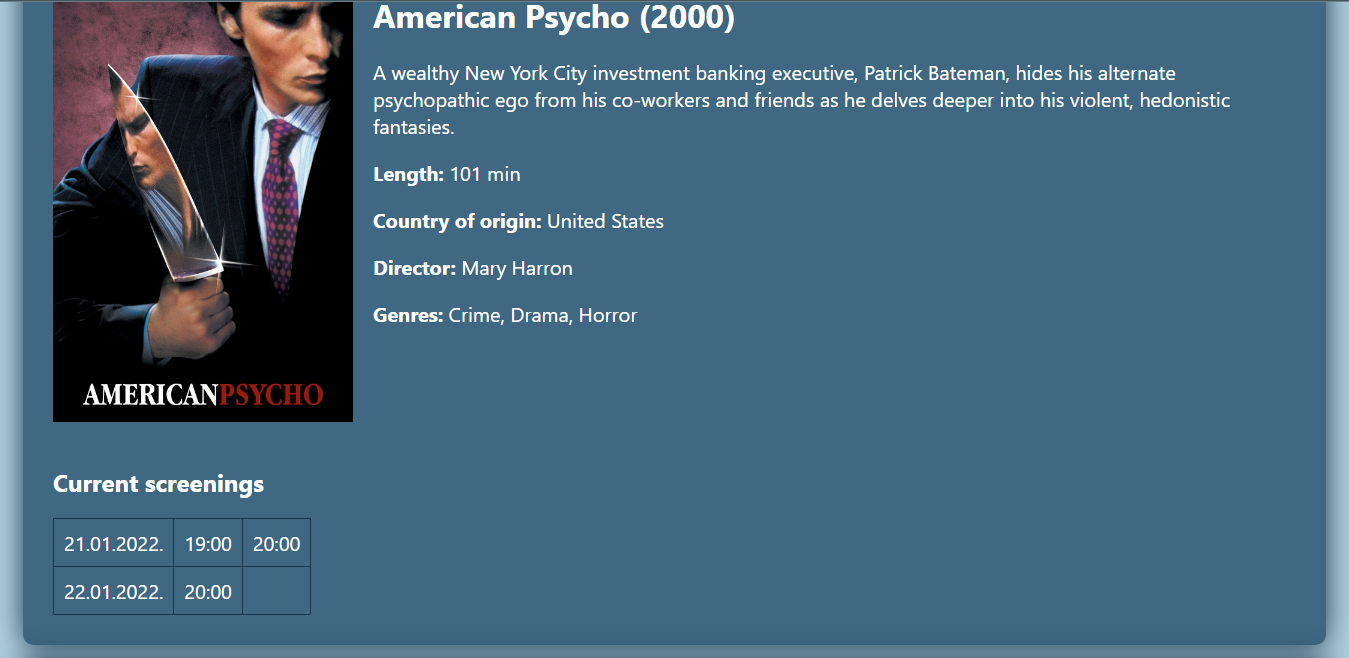 American Psycho (2000)
A wealthy New York City investment banking executive, Patrick Bateman, hides his alternate
psychopathic ego from his co-workers and friends as he delves deeper into his violent, hedonistic
fantasies.
Length: 101 min
Country of origin: United States
Director: Mary Harron
Genres: Crime, Drama, Horror
AMERICANPSYCHO
Current screenings
21.01.2022. 19:00 20:00
22.01.2022. 20:00